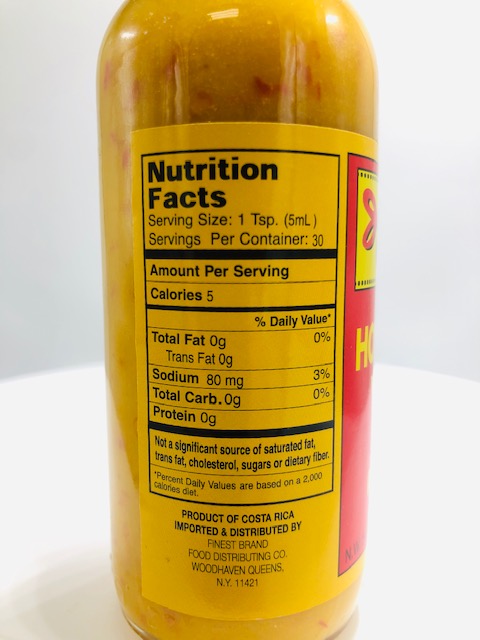 Nutrition
Facts
Serving Size: 1 Tsp. (5mL)
Servings Per Container: 30
Amount Per Serving
Calories 5
% Daily Value*
Total Fat 0g 0%
Trans Fat 0g
Sodium 80 mg 3%
Total Carb. 0g 0%
Protein 0g
Not a significant source of saturated fat,
trans fat, cholesterol, sugars or dietary fiber.
*Percent Daily Values are based on a 2,000
calories diet.
PRODUCT OF COSTA RICA
IMPORTED & DISTRIBUTED BY
FINEST BRAND
FOOD DISTRIBUTING CO.
WOODHAVEN QUEENS,
N.Y. 11421